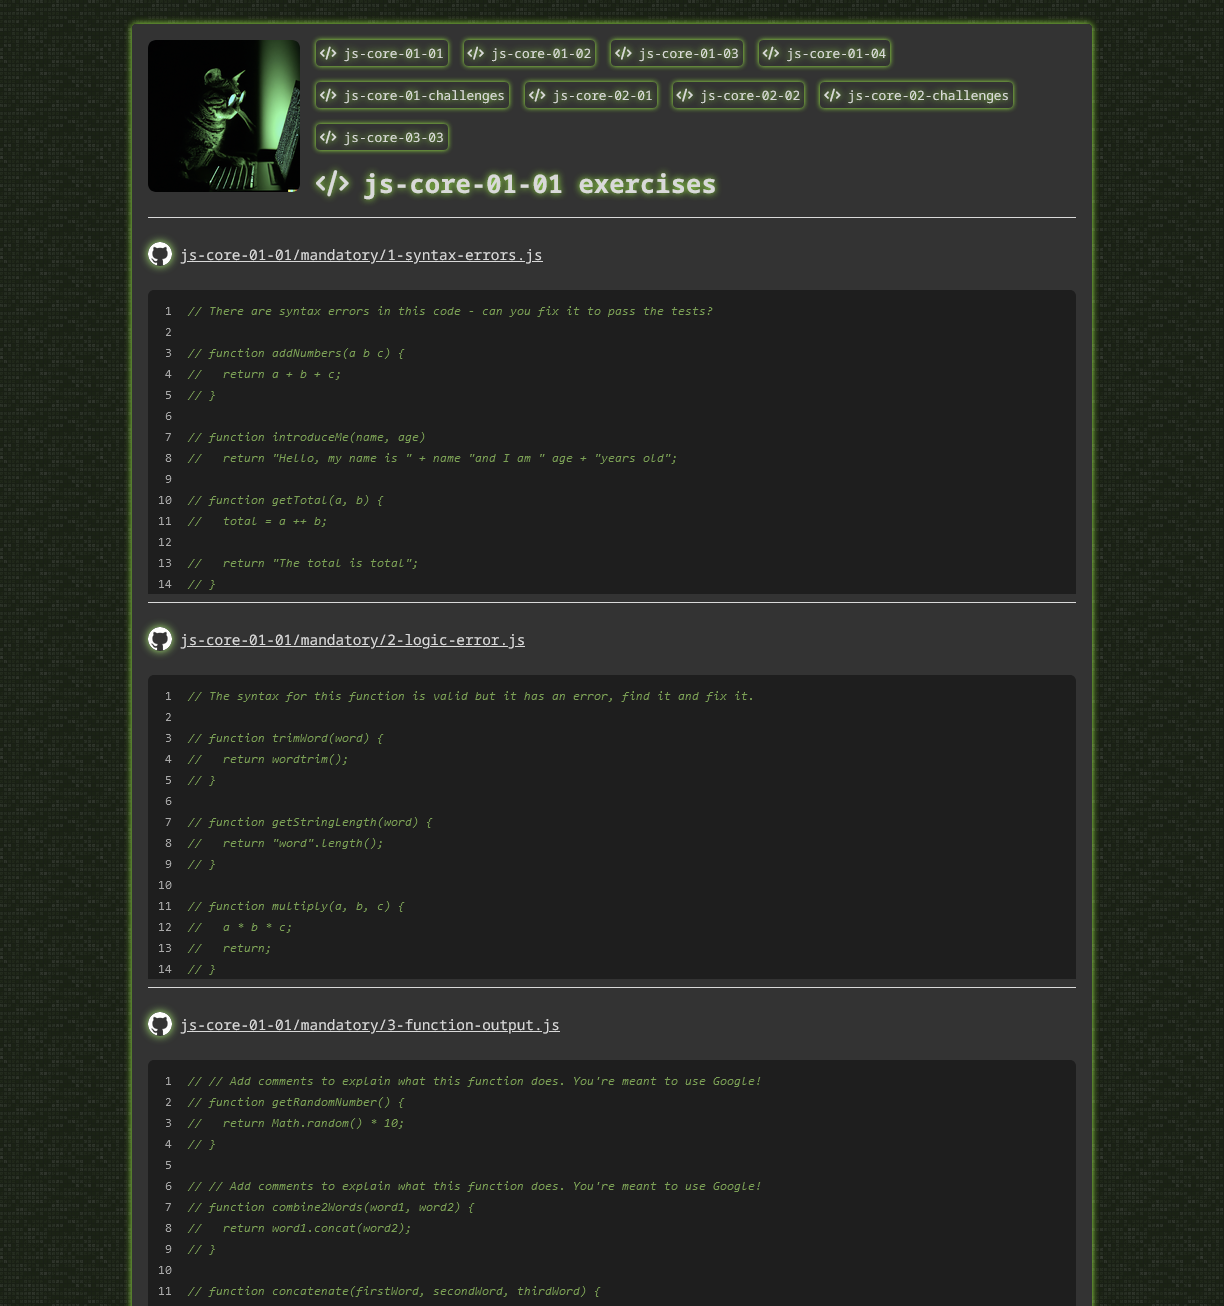 </> js-core-01-01 </> js-core-01-02 </> js-core-01-03 </> js-core-01-04
</> js-core-01-challenges </> js-core-02-01 </> js-core-02-02 </> js-core-02-challenges
</> js-core-03-03
</> js-core-01-01 exercises
js-core-01-01/mandatory/1-syntax-errors.js
1 // There are syntax errors in this code - can you fix it to pass the tests?
2
3 // function addNumbers(a b c) {
4 //   return a + b + c;
5 // }
6
7 // function introduceMe(name, age)
8 //   return "Hello, my name is " + name "and I am " age + "years old";
9
10 // function getTotal(a, b) {
11 //   total = a ++ b;
12
13 //   return "The total is total";
14 // }
js-core-01-01/mandatory/2-logic-error.js
1 // The syntax for this function is valid but it has an error, find it and fix it.
2
3 // function trimWord(word) {
4 //   return wordtrim();
5 // }
6
7 // function getStringLength(word) {
8 //   return "word".length();
9 // }
10
11 // function multiply(a, b, c) {
12 //   a * b * c;
13 //   return;
14 // }
js-core-01-01/mandatory/3-function-output.js
1 // // Add comments to explain what this function does. You're meant to use Google!
2 // function getRandomNumber() {
3 //   return Math.random() * 10;
4 // }
5
6 // // Add comments to explain what this function does. You're meant to use Google!
7 // function combine2Words(word1, word2) {
8 //   return word1.concat(word2);
9 // }
10
11 // function concatenate(firstWord, secondWord, thirdWord) {